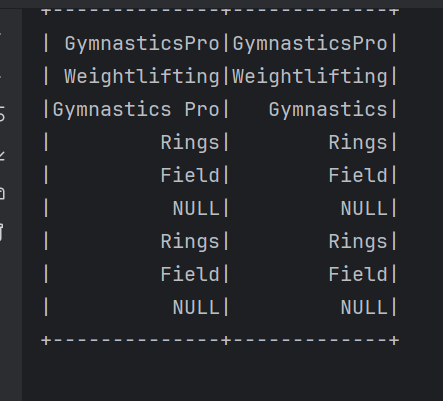 +--------------+-------------+
| GymnasticsPro|GymnasticsPro|
| Weightlifting|Weightlifting|
|Gymnastics Pro|   Gymnastics|
|         Rings|        Rings|
|         Field|        Field|
|          NULL|         NULL|
|         Rings|        Rings|
|         Field|        Field|
|          NULL|         NULL|
+--------------+-------------+